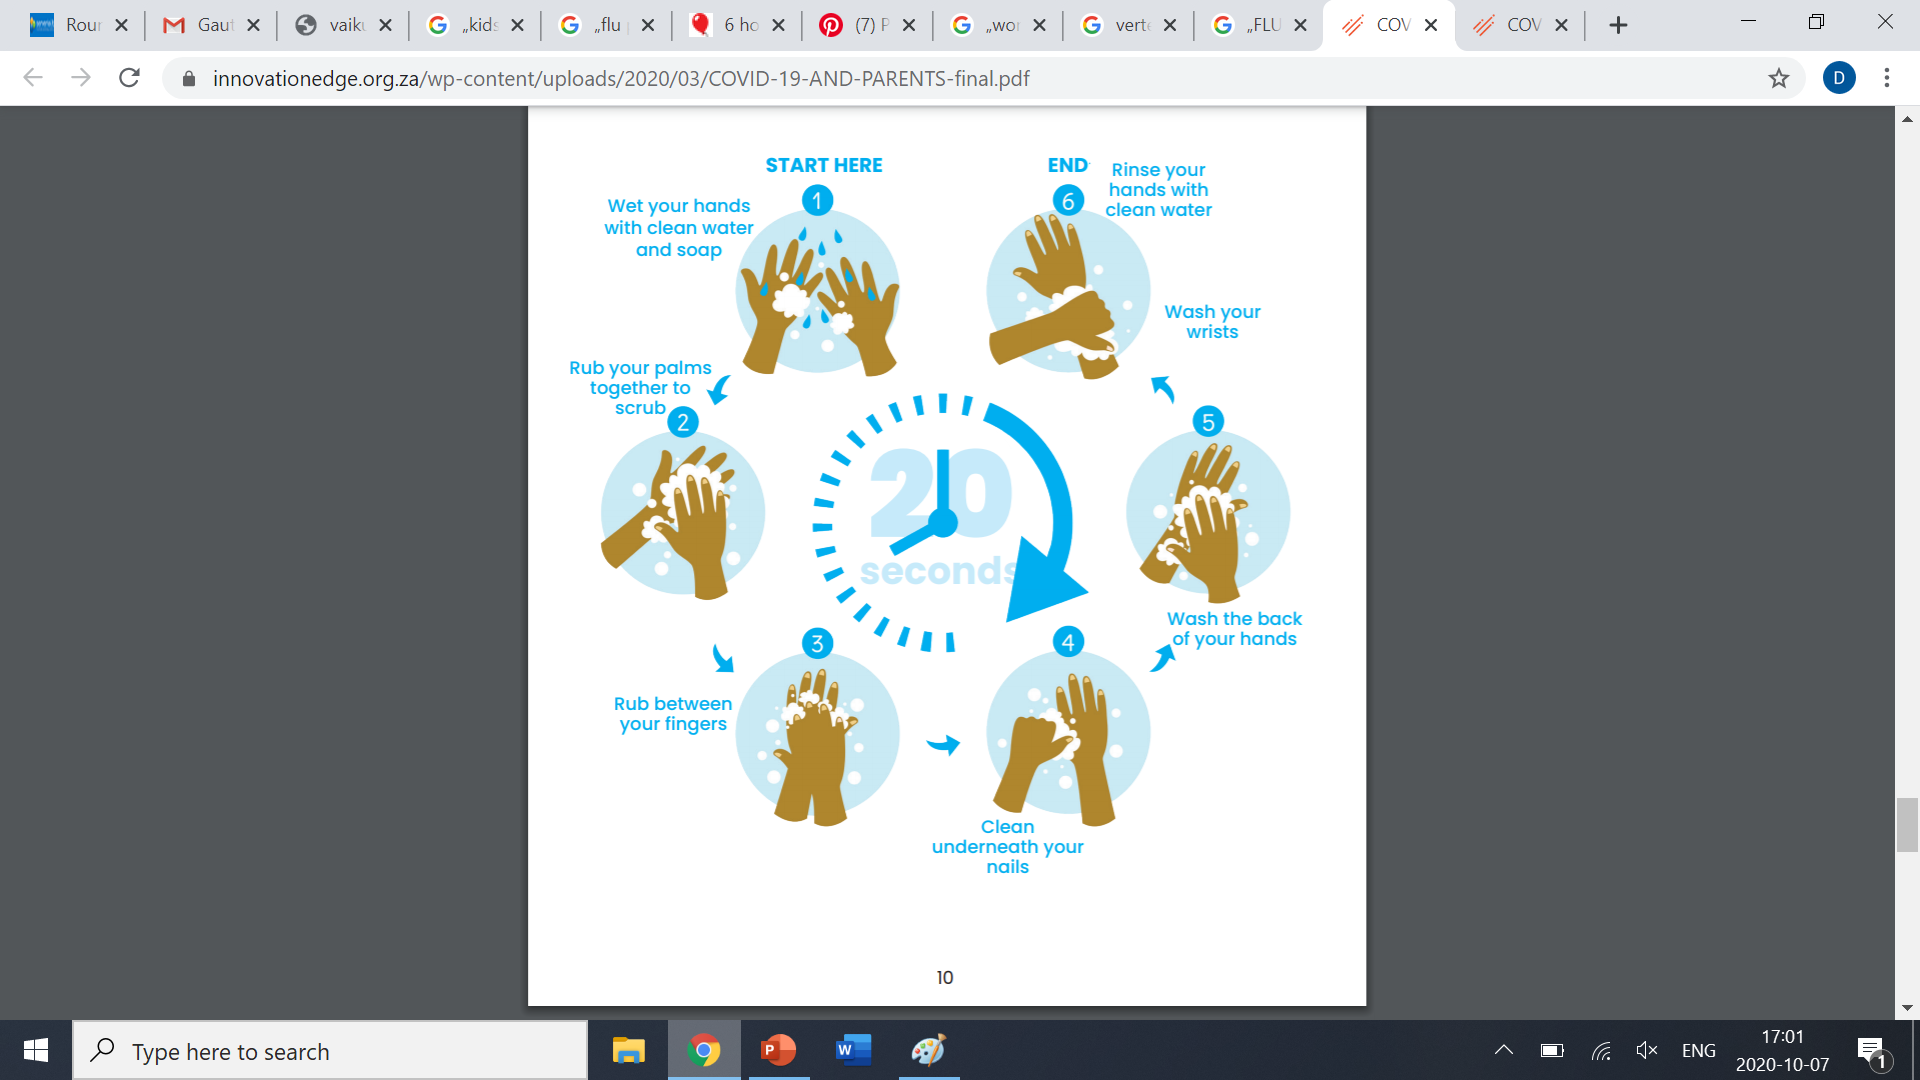 Rour
Gaut
vaiku
„kids
„flu p
6 ho
(7) P
„wor
verte
„FLU
COV
COV
innovationedge.org.za/wp-content/uploads/2020/03/COVID-19-AND-PARENTS-final.pdf
D
START HERE
1
Wet your hands
with clean water
and soap
Rub your palms
together to
scrub
2
3
Rub between
your fingers
4
Clean
underneath your
nails
5
Wash the back
of your hands
Wash your
wrists
END
6
Rinse your
hands with
clean water
20
seconds
10
Type here to search
P
W
ENG
17:01
2020-10-07
1